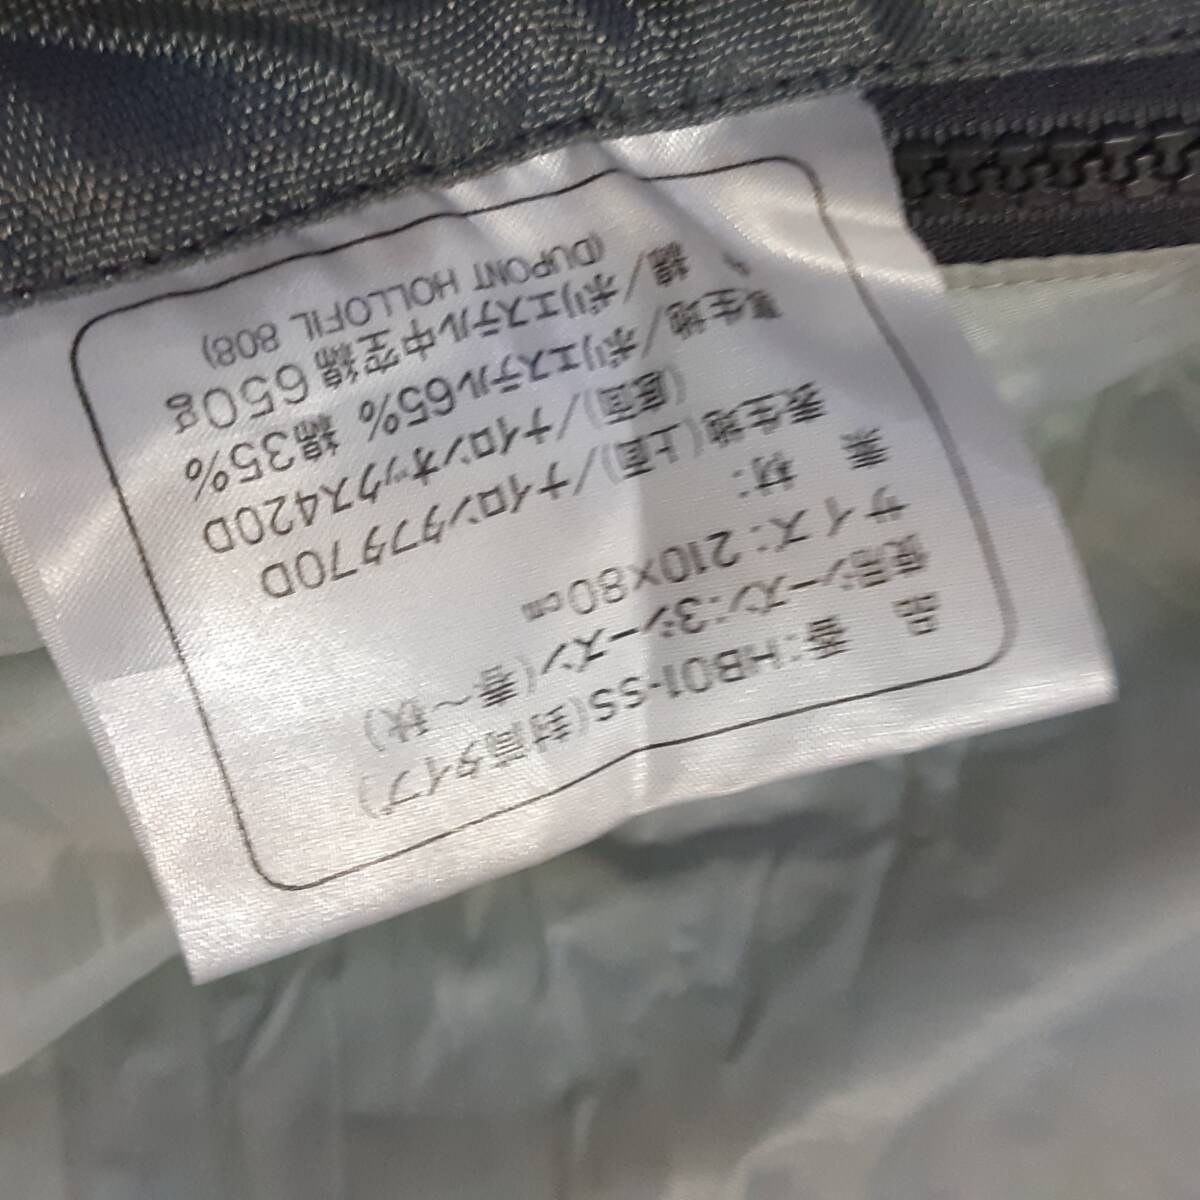 品　番:HB01-SS(封筒タイプ)
使用シーズン:3シーズン(春〜秋)
サイズ:210×80cm
素　材:
表生地(上面)/ナイロンタフタ70D
(底面)/ナイロンオックス420D
裏生地/ポリエステル65% 綿35%
綿/ポリエステル中空綿650g
(DUPONT HOLLOFIL 808)